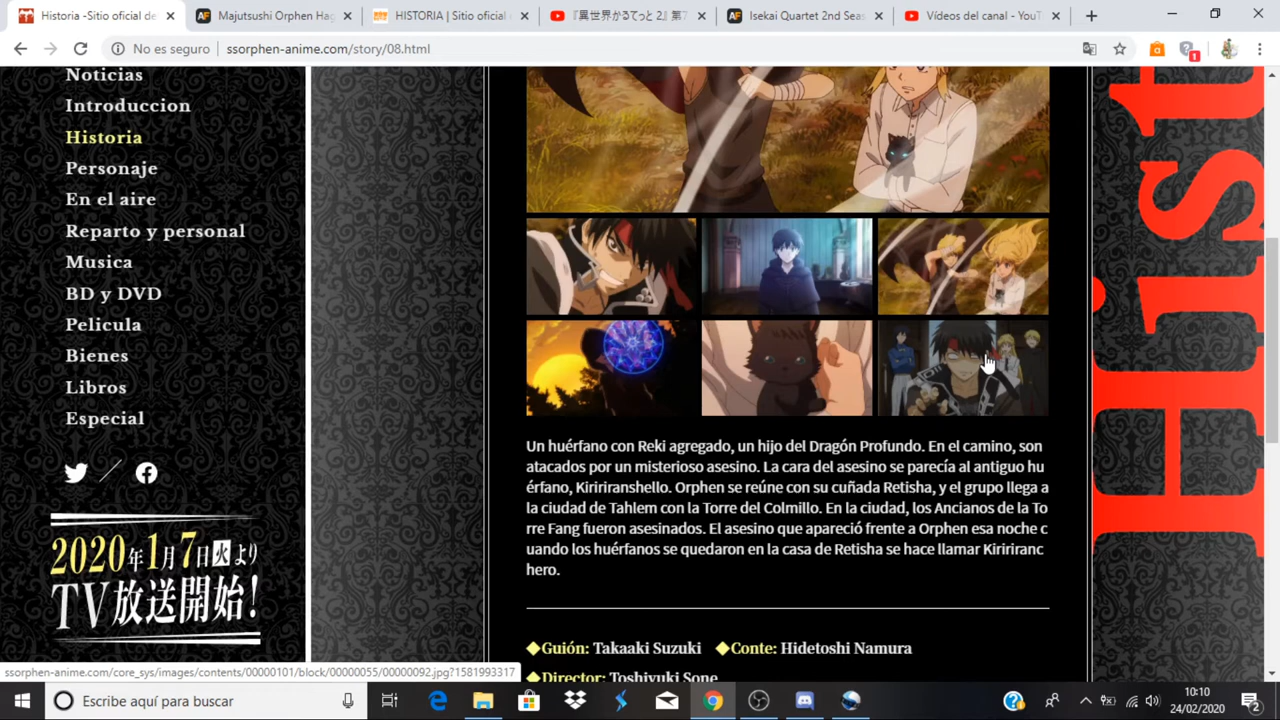 Historia -Sitio oficial de
Majutsushi Orphen Hag
HISTORIA | Sitio oficial
『異世界かるてっと 2』第7
Isekai Quartet 2nd Seas
Vídeos del canal - YouT
No es seguro
ssorphen-anime.com/story/08.html
1
Noticias
Introduccion
Historia
Personaje
En el aire
Reparto y personal
Musica
BD y DVD
Pelicula
Bienes
Libros
Especial
2020年1月7日火より
TV放送開始!
Hist
Un huérfano con Reki agregado, un hijo del Dragón Profundo. En el camino, son
atacados por un misterioso asesino. La cara del asesino se parecía al antiguo hu
érfano, Kiririranshello. Orphen se reúne con su cuñada Retisha, y el grupo llega a
la ciudad de Tahlem con la Torre del Colmillo. En la ciudad, los Ancianos de la To
rre Fang fueron asesinados. El asesino que apareció frente a Orphen esa noche c
uando los huérfanos se quedaron en la casa de Retisha se hace llamar Kiririranc
hero.
◆Guión: Takaaki Suzuki ◆Conte: Hidetoshi Namura
◆Director: Toshiyuki Sone
ssorphen-anime.com/core_sys/images/contents/00000101/block/00000055/00000092.jpg?1581993317
Escribe aquí para buscar
10:10
24/02/2020
2